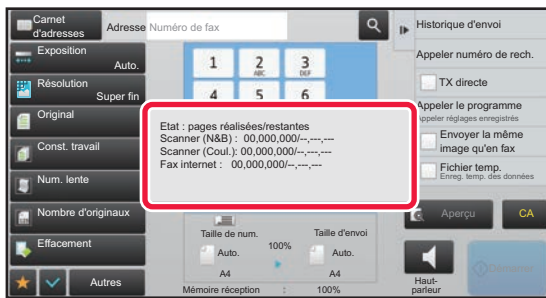 Carnet
d'adresses
Adresse
Numéro de fax
Exposition
Auto.
Résolution
Super fin
Original
Const. travail
Num. lente
Nombre d'originaux
Effacement
Autres
1
2
ABC
3
DEF
4
5
6
Etat : pages réalisées/restantes
Scanner (N&B) : 00,000,000/--,---,---
Scanner (Coul.): 00,000,000/--,---,---
Fax internet : 00,000,000/--,---,---
Taille de num.
Taille d'envoi
Auto.
100%
Auto.
A4
A4
Mémoire réception : 100%
Historique d'envoi
Appeler numéro de rech.
TX directe
Appeler le programme
Appeler réglages enregistrés
Envoyer la même
image qu'en fax
Fichier temp.
Enreg. temp. des données
Aperçu
CA
Haut-
parleur
Démarrer